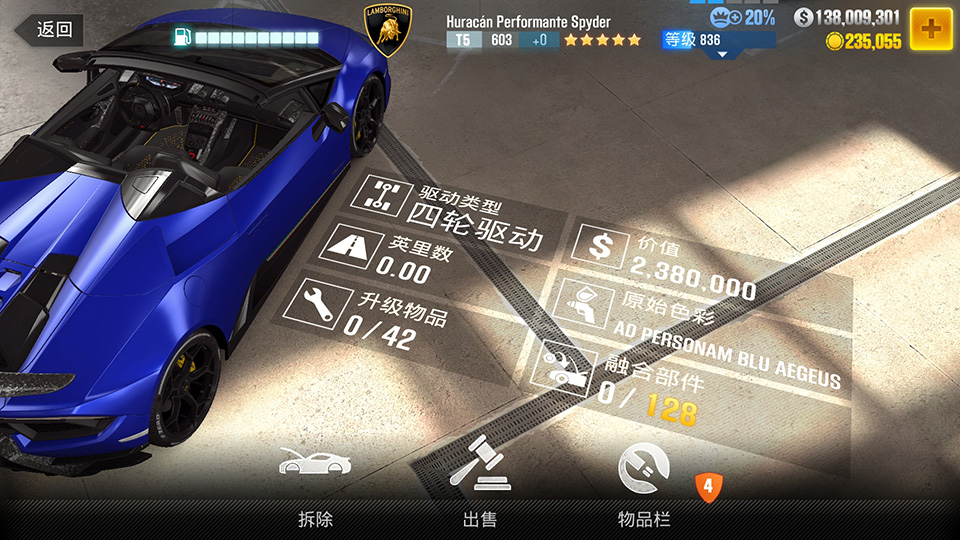 返回
LAMBORGHINI
Huracán Performante Spyder
T5 603 +0
等级 836
20%
138,009,301
235,055
驱动类型
四轮驱动
英里数
0.00
升级物品
0/42
价值
2,380,000
原始色彩
AD PERSONAM BLU AEGEUS
融合部件
0/128
拆除
出售
物品栏
4